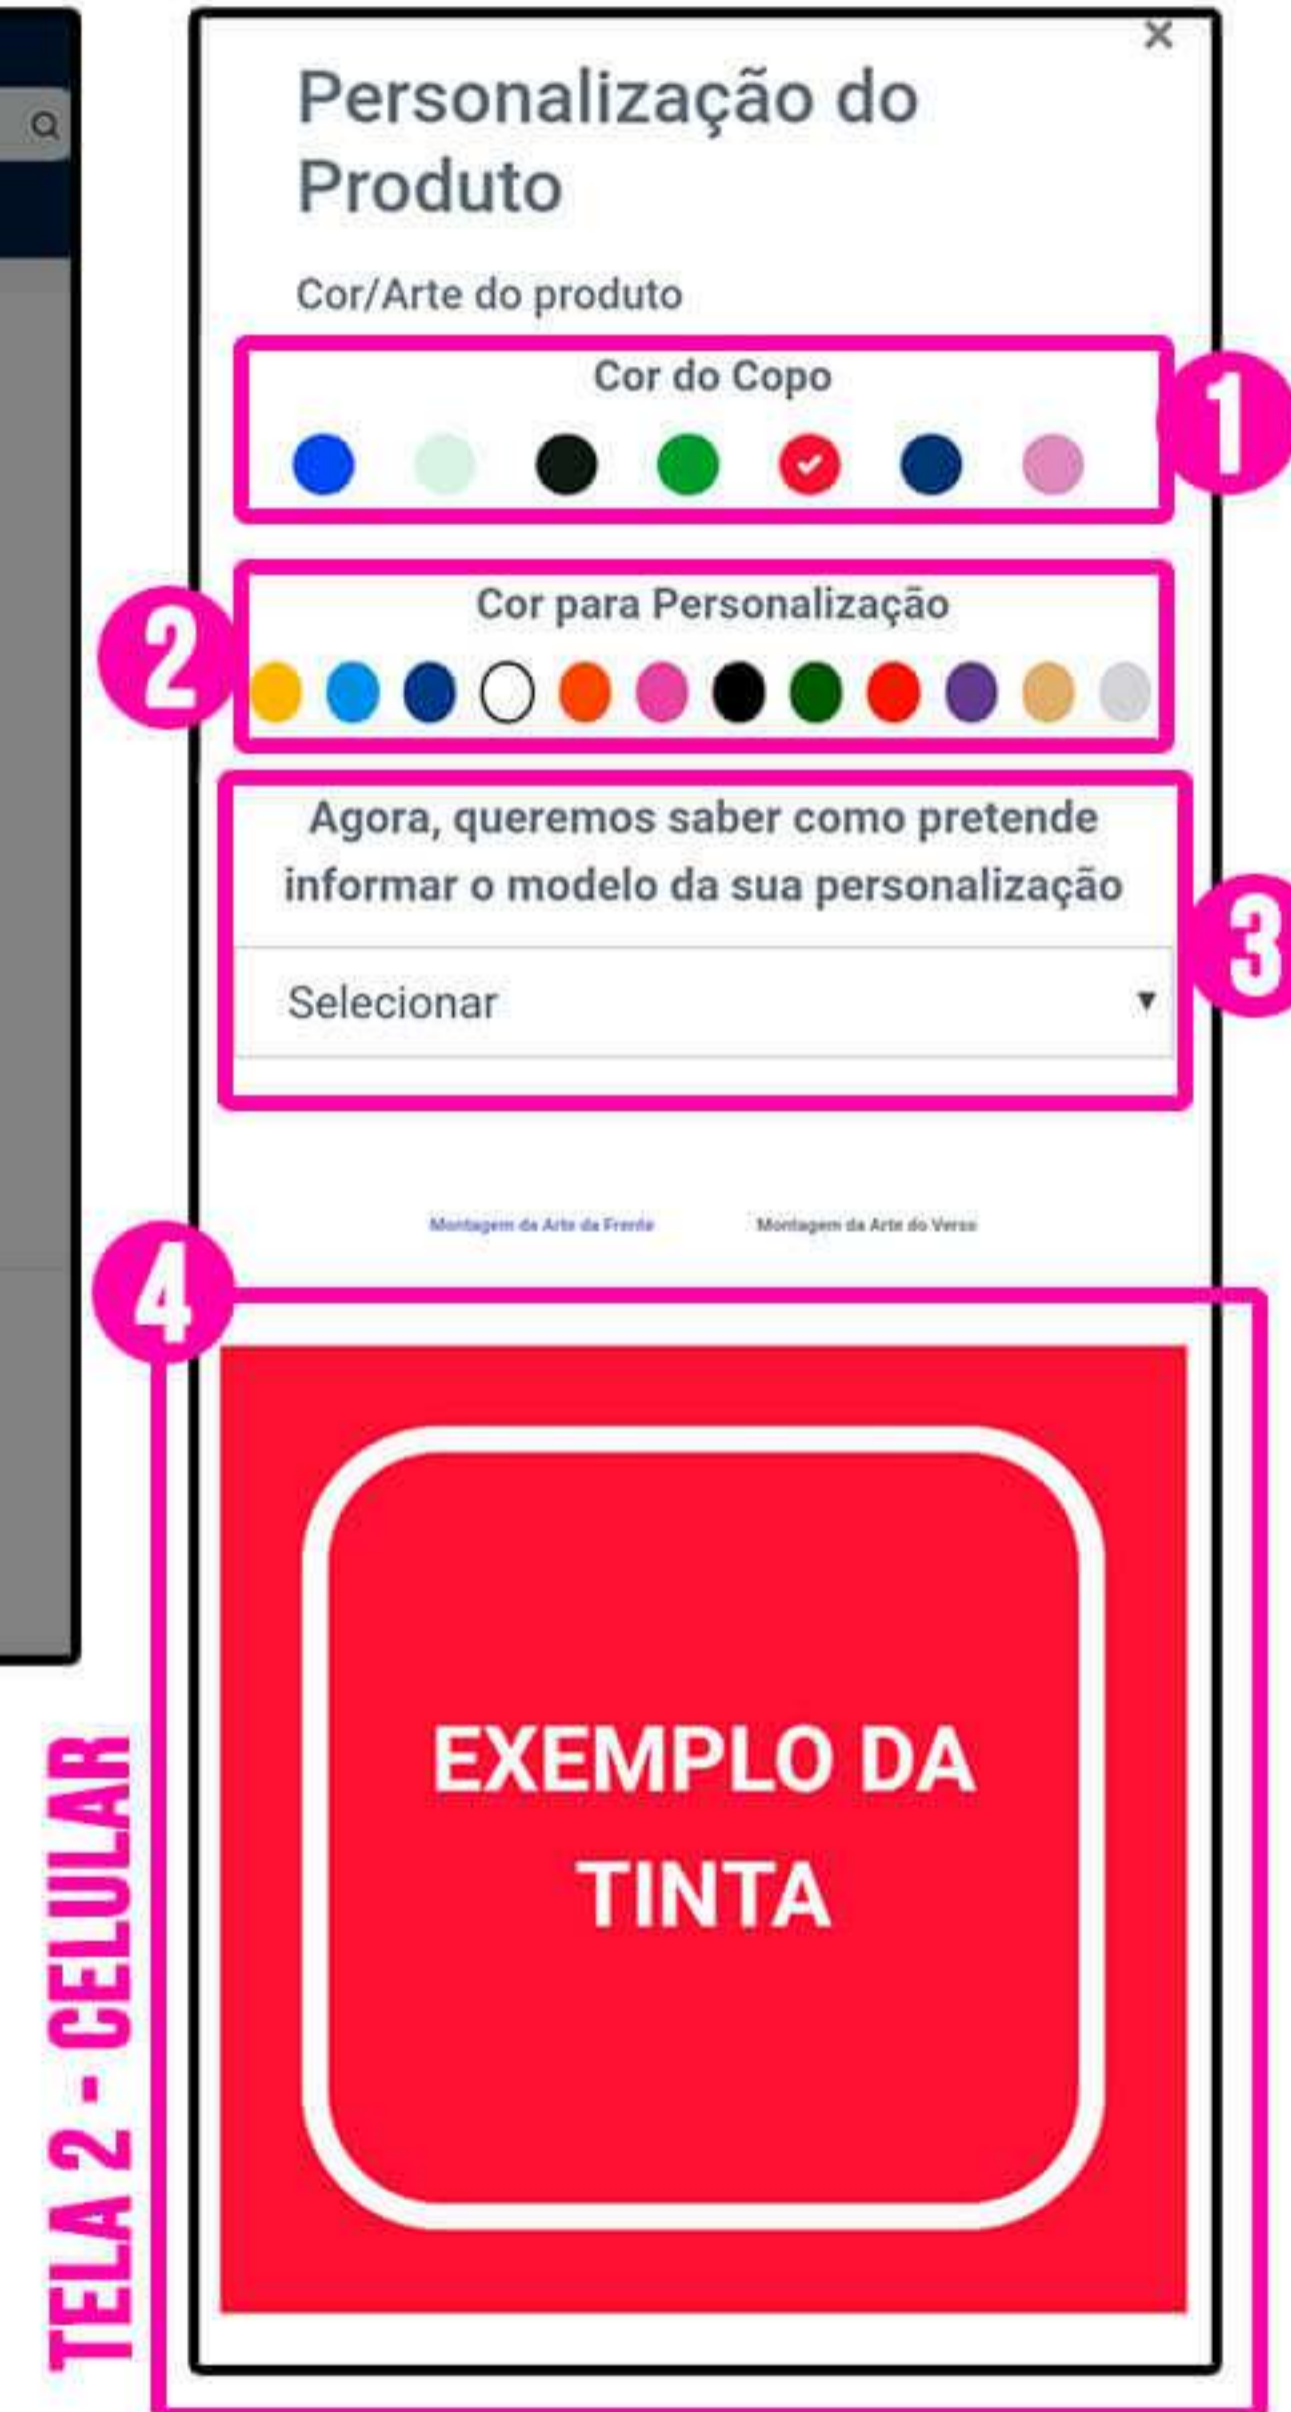 Personalização do
Produto
Cor/Arte do produto
Cor do Copo
1
2
Cor para Personalização
Agora, queremos saber como pretende
informar o modelo da sua personalização
3
Selecionar
Montagem da Arte da Frente
Montagem da Arte do Verso
4
EXEMPLO DA
TINTA
TELA 2 - CELULAR